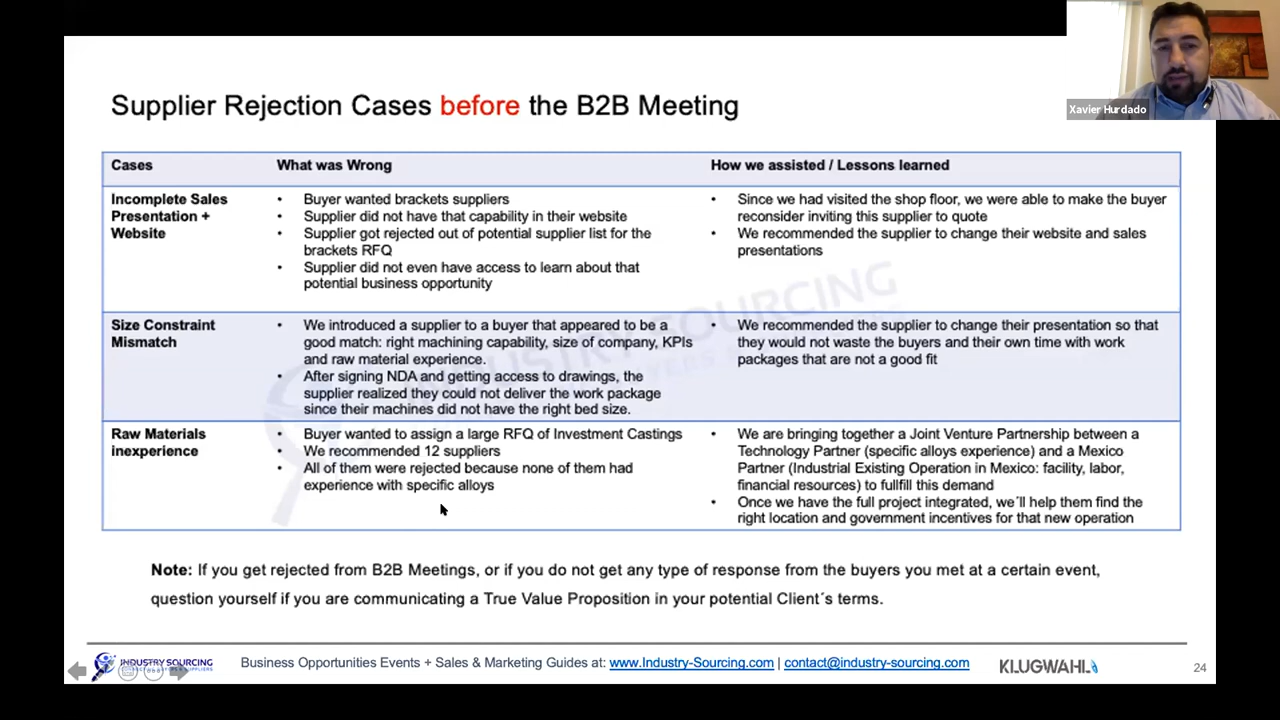 Xavier Hurdado
Supplier Rejection Cases before the B2B Meeting
Cases
What was Wrong
How we assisted / Lessons learned
Incomplete Sales
Presentation +
Website
• Buyer wanted brackets suppliers
• Supplier did not have that capability in their website
• Supplier got rejected out of potential supplier list for the
brackets RFQ
• Supplier did not even have access to learn about that
potential business opportunity
• Since we had visited the shop floor, we were able to make the buyer
reconsider inviting this supplier to quote
• We recommended the supplier to change their website and sales
presentations
Size Constraint
Mismatch
• We introduced a supplier to a buyer that appeared to be a
good match: right machining capability, size of company, KPIs
and raw material experience.
• After signing NDA and getting access to drawings, the
supplier realized they could not deliver the work package
since their machines did not have the right bed size.
• We recommended the supplier to change their presentation so that
they would not waste the buyers and their own time with work
packages that are not a good fit
Raw Materials
inexperience
• Buyer wanted to assign a large RFQ of Investment Castings
• We recommended 12 suppliers
• All of them were rejected because none of them had
experience with specific alloys
• We are bringing together a Joint Venture Partnership between a
Technology Partner (specific alloys experience) and a Mexico
Partner (Industrial Existing Operation in Mexico: facility, labor,
financial resources) to fullfill this demand
• Once we have the full project integrated, we´ll help them find the
right location and government incentives for that new operation
Note: If you get rejected from B2B Meetings, or if you do not get any type of response from the buyers you met at a certain event,
question yourself if you are communicating a True Value Proposition in your potential Client´s terms.
INDUSTRY SOURCING
Business Opportunities Events + Sales & Marketing Guides at: www.Industry-Sourcing.com | contact@industry-sourcing.com
KLUGWAHL
24